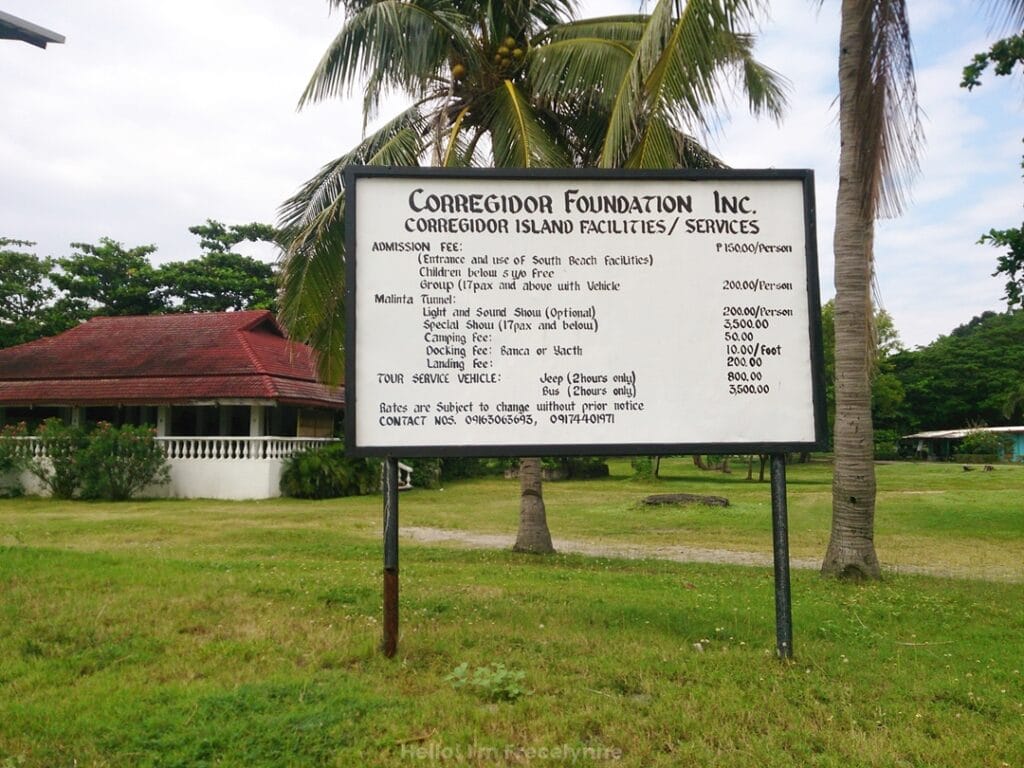 CORREGIDOR FOUNDATION INC.
CORREGIDOR ISLAND FACILITIES/SERVICES
ADMISSION FEE: ₱150.00/Person
(Entrance and use of South Beach Facilities)
Children below 5 y/o Free
Group (17pax and above with Vehicle 200.00/Person
Malinta Tunnel:
Light and Sound Show (Optional) 200.00/Person
Special Show (17pax and below) 3,500.00
Camping Fee: 50.00
Docking Fee: Banca or Yacth 10.00/Foot
Landing Fee: 200.00
TOUR SERVICE VEHICLE: Jeep (2hours only) 800.00
Bus (2hours only) 3,500.00
Rates are Subject to change without prior notice
CONTACT NOS. 09163063693, 09174401971
Hello! Im Frecelynne